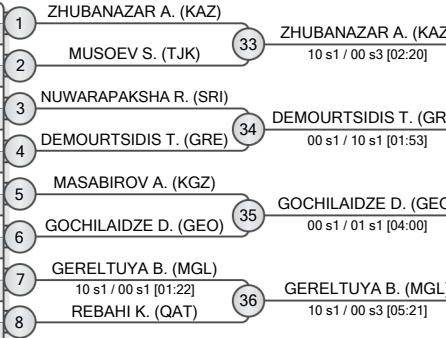 1
ZHUBANAZAR A. (KAZ)
2
MUSOEV S. (TJK)
33
ZHUBANAZAR A. (KAZ
10 s1 / 00 s3 [02:20]
3
NUWARAPAKSHA R. (SRI)
4
DEMOURTSIDIS T. (GRE)
34
DEMOURTSIDIS T. (GR
00 s1 / 10 s1 [01:53]
5
MASABIROV A. (KGZ)
6
GOCHILAIDZE D. (GEO)
35
GOCHILAIDZE D. (GEO
00 s1 / 01 s1 [04:00]
7
GERELTUYA B. (MGL)
10 s1 / 00 s1 [01:22]
8
REBAHI K. (QAT)
36
GERELTUYA B. (MGL
10 s1 / 00 s3 [05:21]